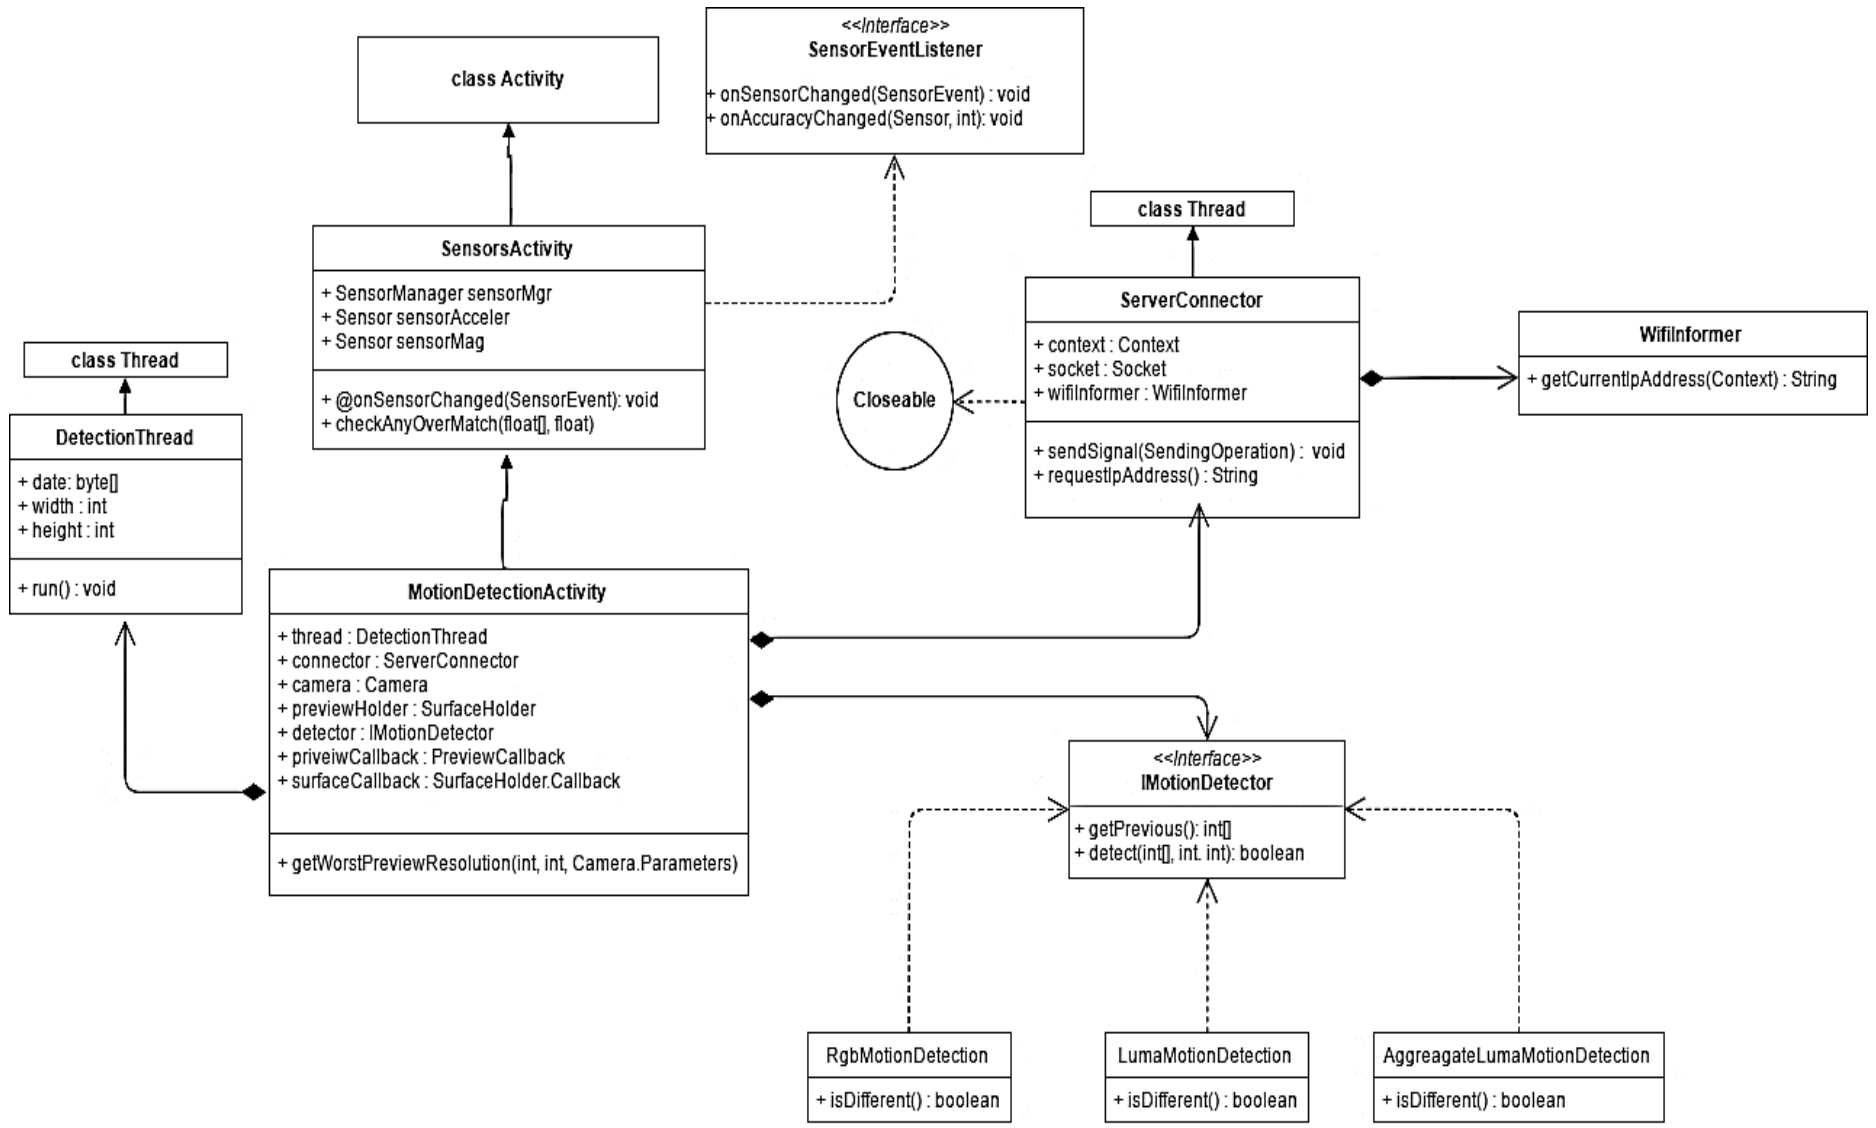 <<Interface>>
SensorEventListener
+ onSensorChanged(SensorEvent) : void
+ onAccuracyChanged(Sensor, int): void
class Activity
class Thread
SensorsActivity
+ SensorManager sensorMgr
+ Sensor sensorAcceler
+ Sensor sensorMag
+ @onSensorChanged(SensorEvent): void
+ checkAnyOverMatch(float[], float)
ServerConnector
+ context : Context
+ socket : Socket
+ wifiInformer : WifiInformer
+ sendSignal(SendingOperation) : void
+ requestIpAddress() : String
WifiInformer
+ getCurrentIpAddress(Context) : String
Closeable
class Thread
DetectionThread
+ date: byte[]
+ width : int
+ height : int
+ run() : void
MotionDetectionActivity
+ thread : DetectionThread
+ connector : ServerConnector
+ camera : Camera
+ previewHolder : SurfaceHolder
+ detector : IMotionDetector
+ priveiwCallback : PreviewCallback
+ surfaceCallback : SurfaceHolder.Callback
+ getWorstPreviewResolution(int, int, Camera.Parameters)
<<Interface>>
IMotionDetector
+ getPrevious(): int[]
+ detect(int[], int. int): boolean
RgbMotionDetection
+ isDifferent() : boolean
LumaMotionDetection
+ isDifferent() : boolean
AggreagateLumaMotionDetection
+ isDifferent() : boolean